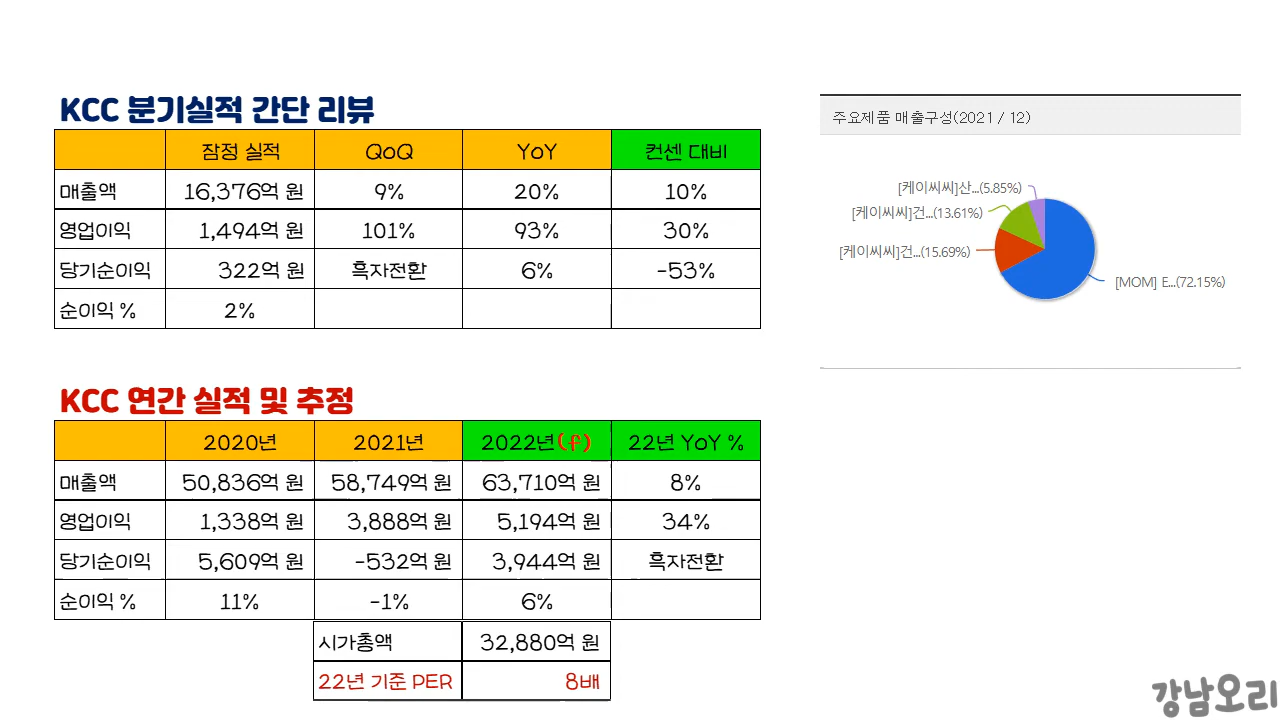 KCC 분기실적 간단 리뷰
잠정 실적 QoQ YoY 컨센 대비
매출액 16,376억 원 9% 20% 10%
영업이익 1,494억 원 101% 93% 30%
당기순이익 322억 원 흑자전환 6% -53%
순이익 % 2%
주요제품 매출구성(2021 / 12)
[케이씨씨]산...(5.85%)
[케이씨씨]건...(13.61%)
[케이씨씨]건...(15.69%)
[MOM] E...(72.15%)
KCC 연간 실적 및 추정
2020년 2021년 2022년(f) 22년 YoY %
매출액 50,836억 원 58,749억 원 63,710억 원 8%
영업이익 1,338억 원 3,888억 원 5,194억 원 34%
당기순이익 5,609억 원 -532억 원 3,944억 원 흑자전환
순이익 % 11% -1% 6%
시가총액 32,880억 원
22년 기준 PER 8배
강남오리